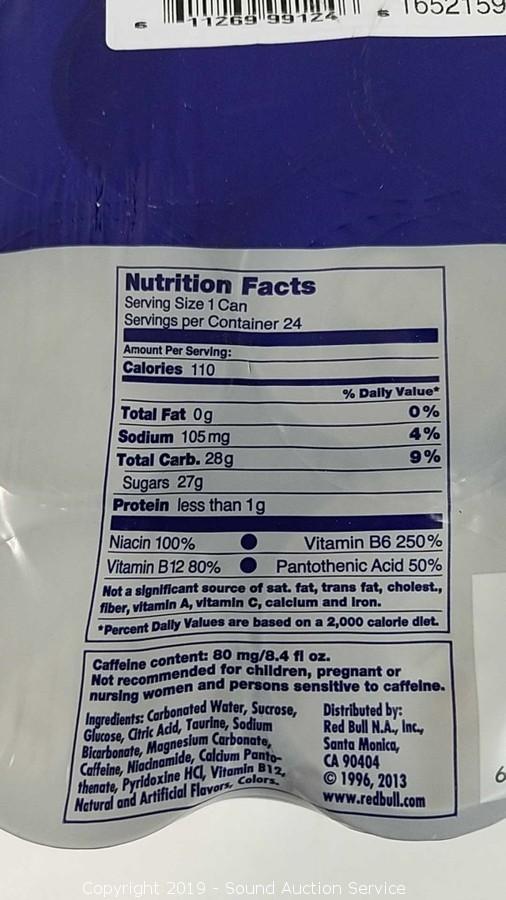 6 11269 99124 6 1652159
Nutrition Facts
Serving Size 1 Can
Servings per Container 24
Amount Per Serving:
Calories 110
% Daily Value*
Total Fat 0g 0%
Sodium 105mg 4%
Total Carb. 28g 9%
Sugars 27g
Protein less than 1g
Niacin 100% ● Vitamin B6 250%
Vitamin B12 80% ● Pantothenic Acid 50%
Not a significant source of sat. fat, trans fat, cholest.,
fiber, vitamin A, vitamin C, calcium and iron.
*Percent Daily Values are based on a 2,000 calorie diet.
Caffeine content: 80 mg/8.4 fl oz.
Not recommended for children, pregnant or
nursing women and persons sensitive to caffeine.
Ingredients: Carbonated Water, Sucrose,
Glucose, Citric Acid, Taurine, Sodium
Bicarbonate, Magnesium Carbonate,
Caffeine, Niacinamide, Calcium Panto-
thenate, Pyridoxine HCl, Vitamin B12,
Natural and Artificial Flavors, Colors.
Distributed by:
Red Bull N.A., Inc.,
Santa Monica,
CA 90404
© 1996, 2013
www.redbull.com
6
Copyright 2019 - Sound Auction Service